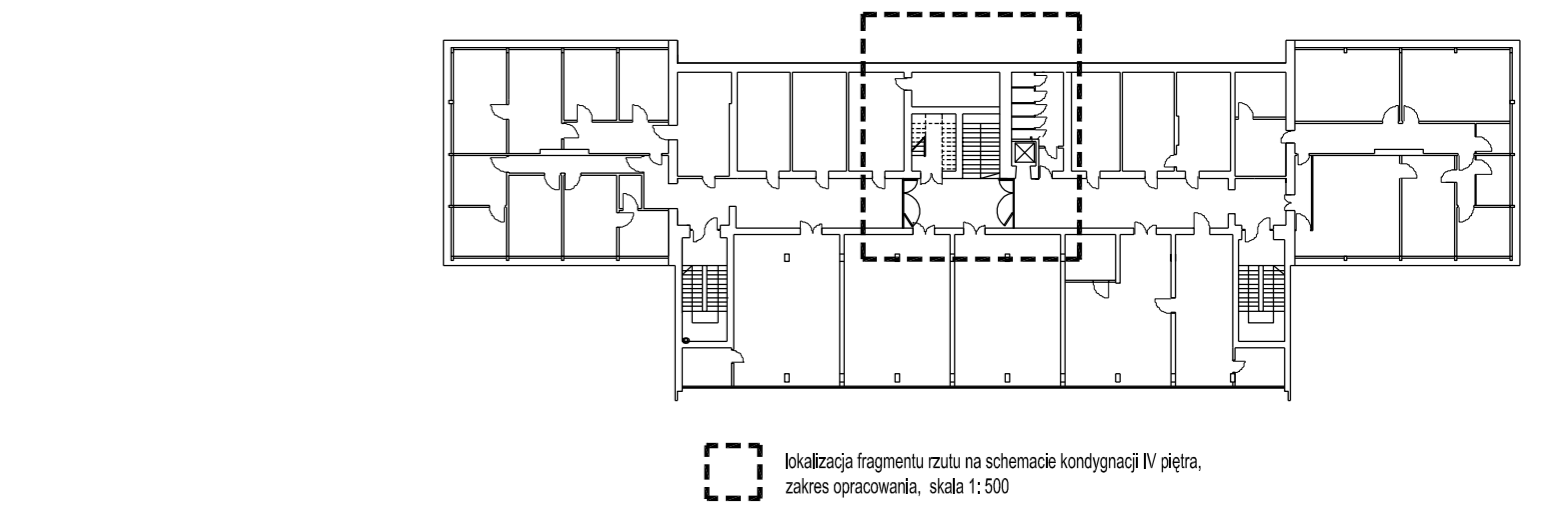 lokalizacja fragmentu rzutu na schemacie kondygnacji IV piętra,
zakres opracowania, skala 1: 500